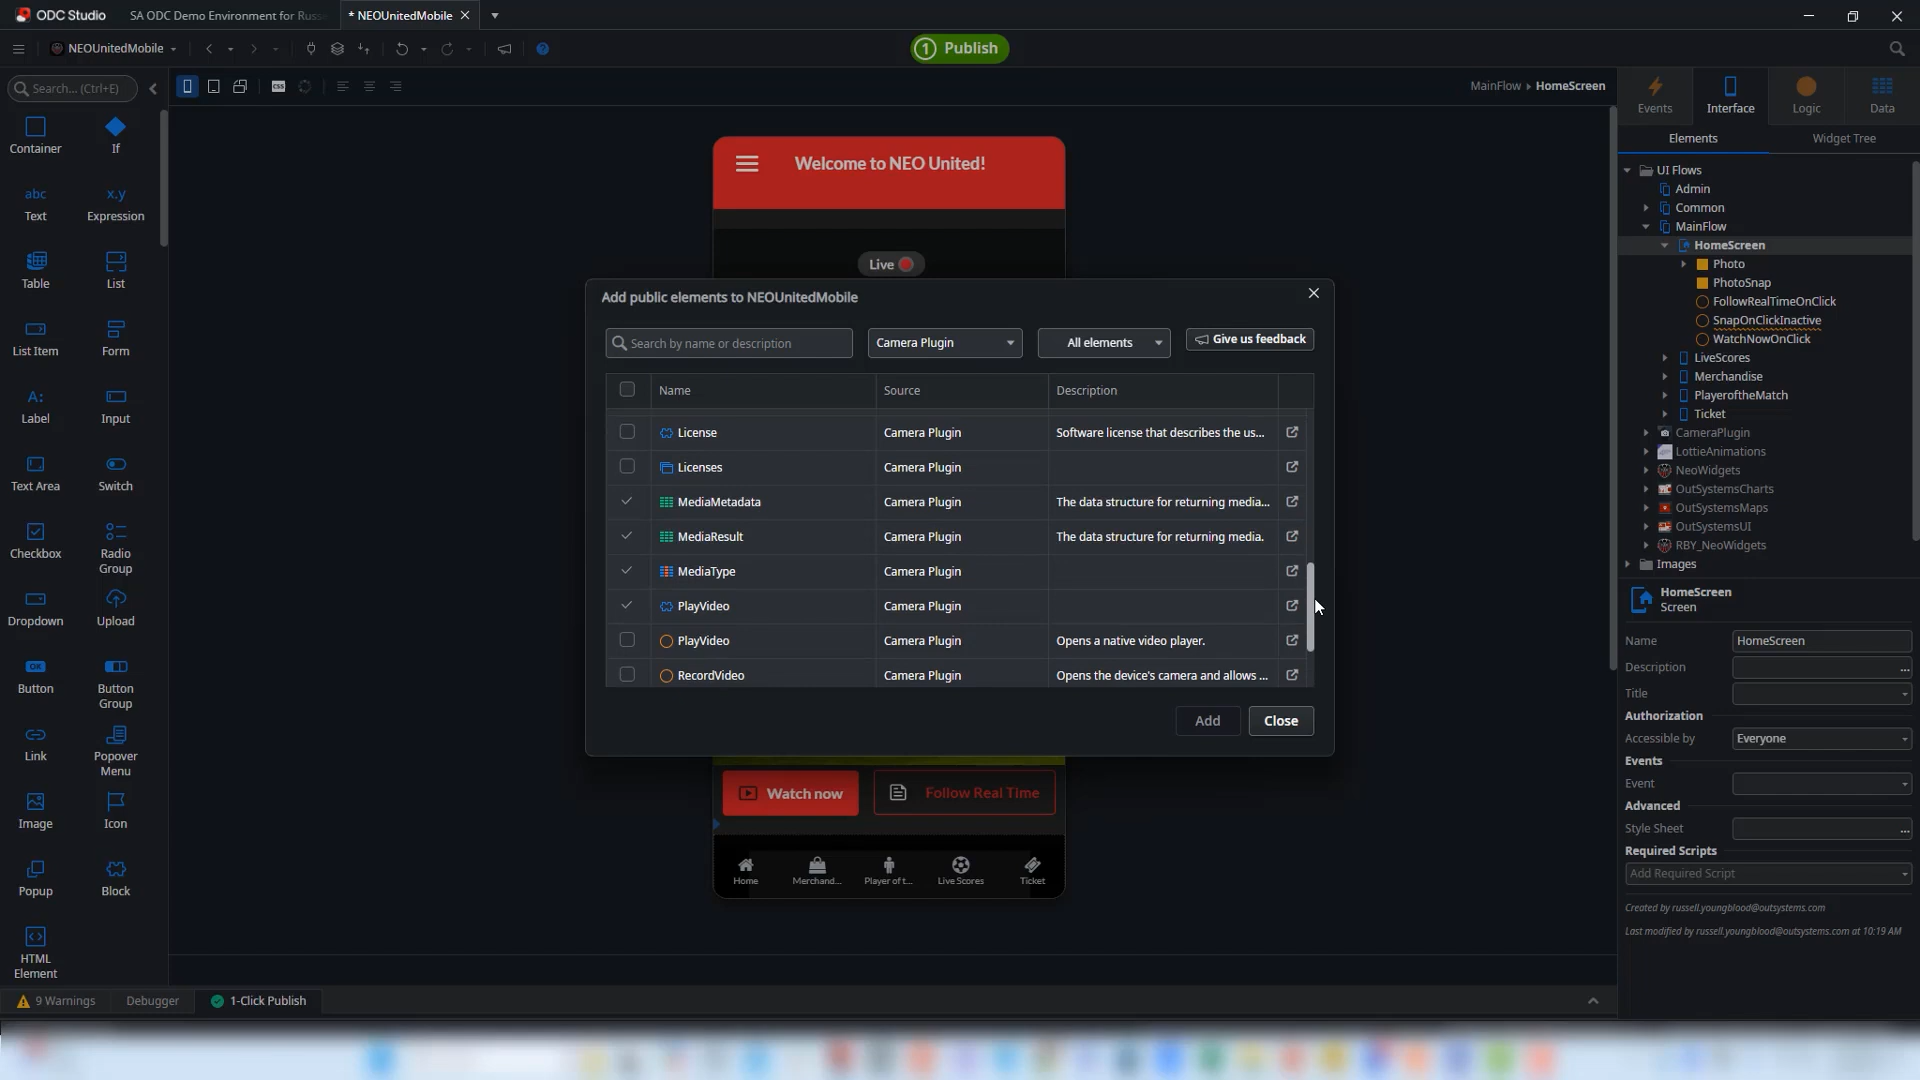 ODC Studio
SA ODC Demo Environment for Russe
* NEOUnitedMobile
NEOUnitedMobile
1 Publish
Search... (Ctrl+E)
CSS
MainFlow
HomeScreen
Container
If
abc
Text
x.y
Expression
Table
List
List Item
Form
A:
Label
Input
Text Area
Switch
Checkbox
Radio
Group
Dropdown
Upload
OK
Button
Button
Group
Link
Popover
Menu
Image
Icon
Popup
Block
HTML
Element
Welcome to NEO United!
Live
Add public elements to NEOUnitedMobile
Search by name or description
Camera Plugin
All elements
Give us feedback
Name
Source
Description
License
Camera Plugin
Software license that describes the us...
Licenses
Camera Plugin
MediaMetadata
Camera Plugin
The data structure for returning media...
MediaResult
Camera Plugin
The data structure for returning media.
MediaType
Camera Plugin
PlayVideo
Camera Plugin
PlayVideo
Camera Plugin
Opens a native video player.
RecordVideo
Camera Plugin
Opens the device's camera and allows ...
Add
Close
Watch now
Follow Real Time
Home
Merchand...
Player of t...
Live Scores
Ticket
Events
Interface
Logic
Data
Elements
Widget Tree
UI Flows
Admin
Common
MainFlow
HomeScreen
Photo
PhotoSnap
FollowRealTimeOnClick
SnapOnClickInactive
WatchNowOnClick
LiveScores
Merchandise
PlayeroftheMatch
Ticket
CameraPlugin
LottieAnimations
NeoWidgets
OutSystemsCharts
OutSystemsMaps
OutSystemsUI
RBY_NeoWidgets
Images
HomeScreen
Screen
Name
HomeScreen
Description
...
Title
Authorization
Accessible by
Everyone
Events
Event
Advanced
Style Sheet
...
Required Scripts
Add Required Script
Created by russell.youngblood@outsystems.com
Last modified by russell.youngblood@outsystems.com at 10:19 AM
9 Warnings
Debugger
1-Click Publish